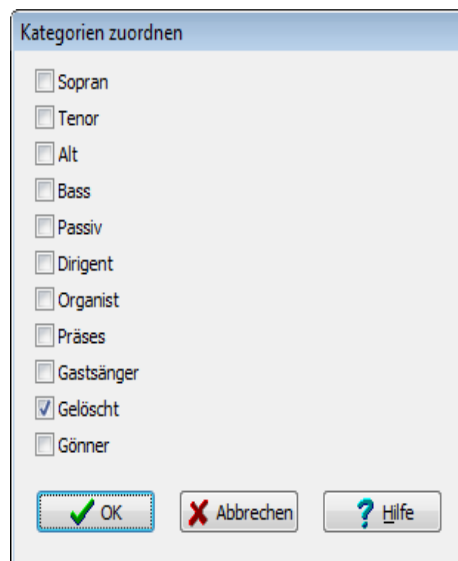 Kategorien zuordnen
Sopran
Tenor
Alt
Bass
Passiv
Dirigent
Organist
Präses
Gastsänger
Gelöscht
Gönner
OK Abbrechen Hilfe